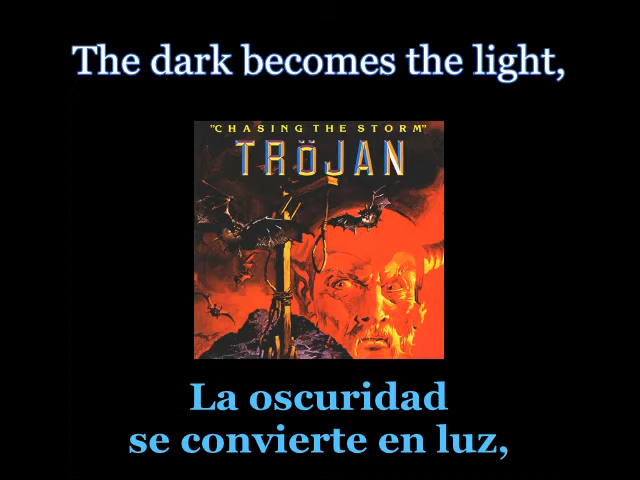 The dark becomes the light,
"CHASING THE STORM"
TRÖJAN
La oscuridad
se convierte en luz,